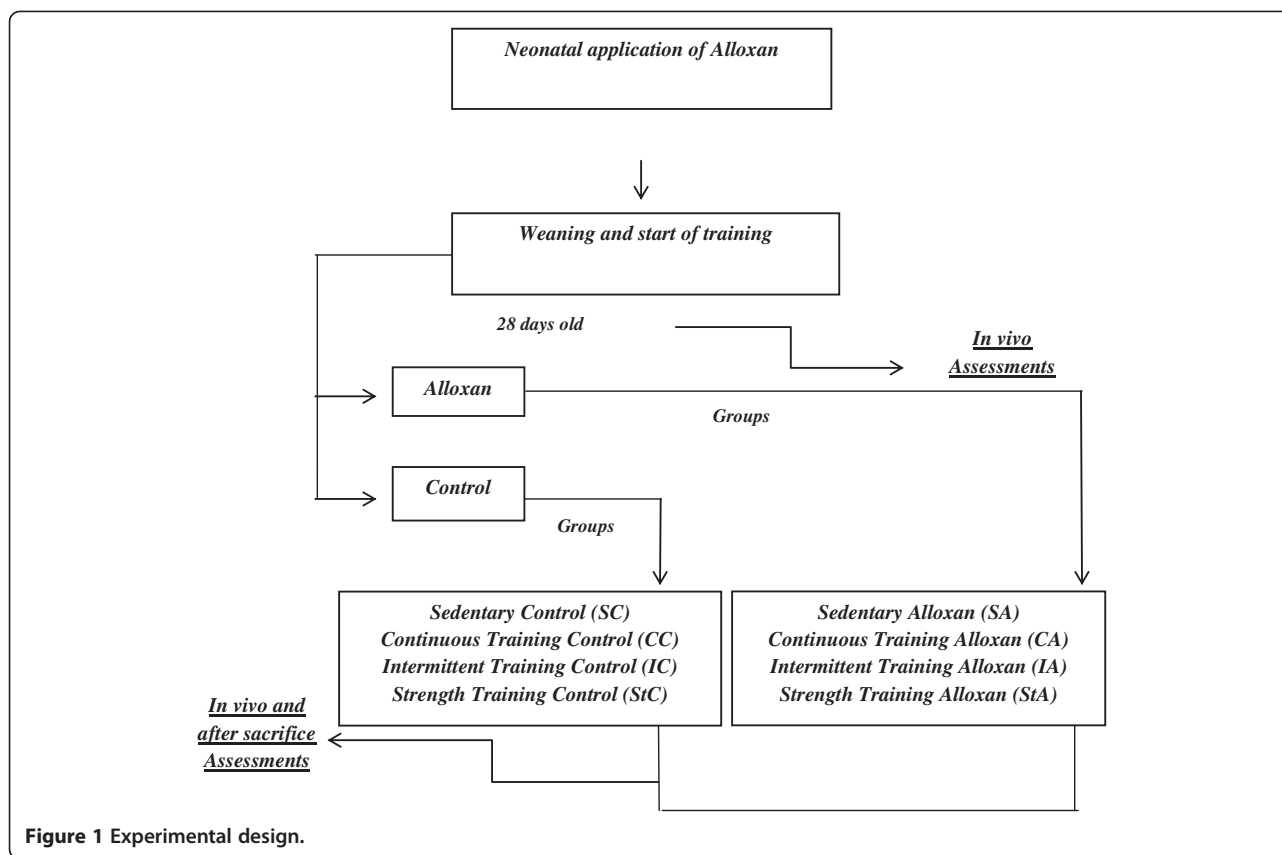 Neonatal application of Alloxan
Weaning and start of training
28 days old
In vivo
Assessments
Alloxan
Groups
Control
Groups
Sedentary Control (SC)
Continuous Training Control (CC)
Intermittent Training Control (IC)
Strength Training Control (StC)
Sedentary Alloxan (SA)
Continuous Training Alloxan (CA)
Intermittent Training Alloxan (IA)
Strength Training Alloxan (StA)
In vivo and
after sacrifice
Assessments
Figure 1 Experimental design.